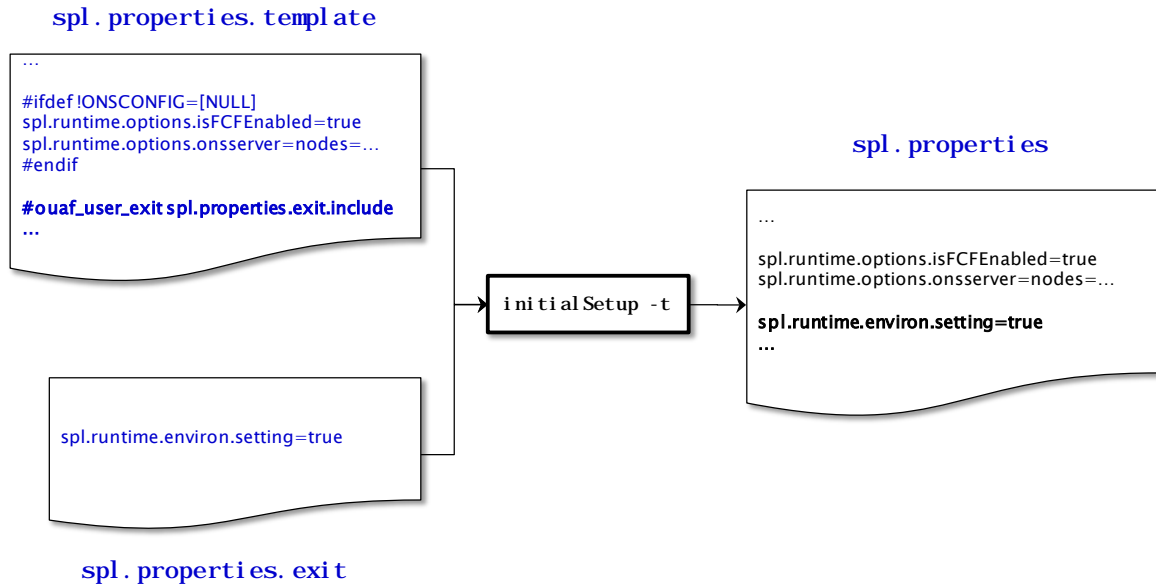 spl.properties.template
...
#ifdef !ONSCONFIG=[NULL]
spl.runtime.options.isFCFEnabled=true
spl.runtime.options.onsserver=nodes=...
#endif
#ouaf_user_exit spl.properties.exit.include
...
spl.runtime.environ.setting=true
spl.properties.exit
initialSetup -t
spl.properties
...
spl.runtime.options.isFCFEnabled=true
spl.runtime.options.onsserver=nodes=...
spl.runtime.environ.setting=true
...